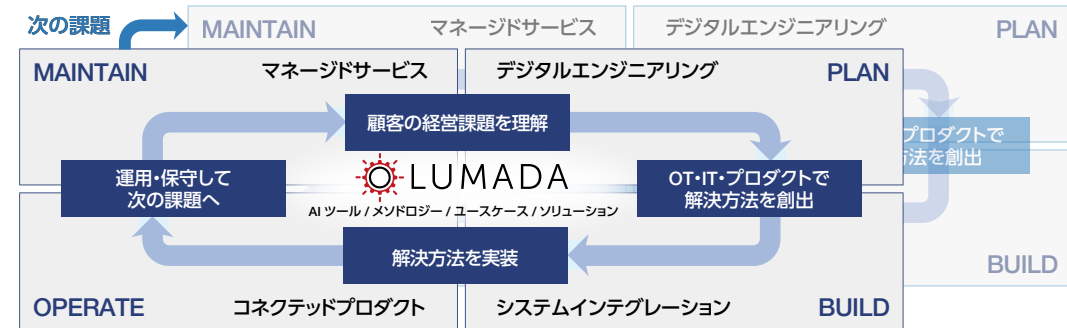 次の課題
MAINTAIN マネージドサービス デジタルエンジニアリング PLAN
MAINTAIN マネージドサービス デジタルエンジニアリング PLAN
顧客の経営課題を理解
プロダクトで
方法を創出
運用・保守して
次の課題へ
LUMADA
AI ツール / メソドロジー / ユースケース / ソリューション
OT・IT・プロダクトで
解決方法を創出
解決方法を実装
BUILD
OPERATE コネクテッドプロダクト システムインテグレーション BUILD